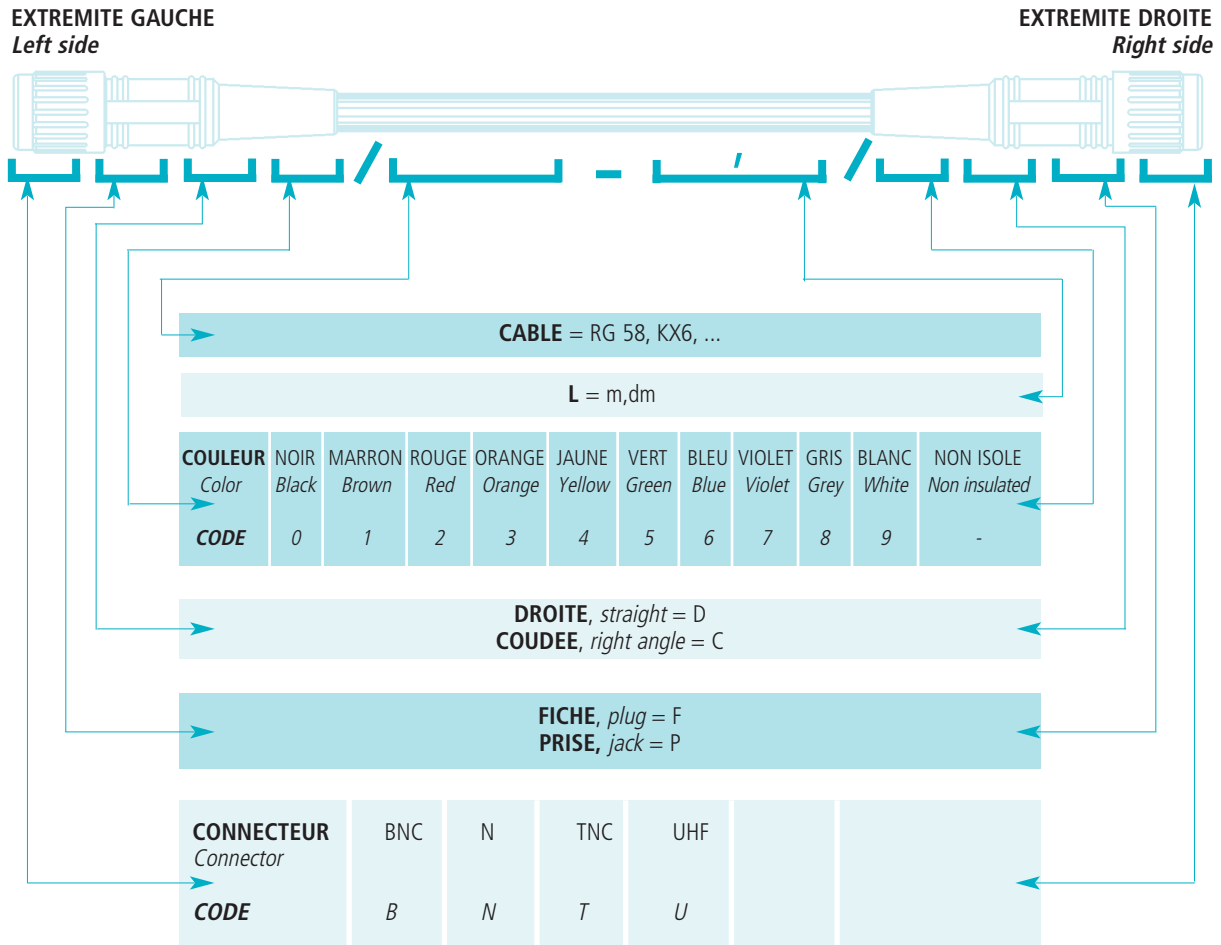 EXTREMITE GAUCHE
Left side
EXTREMITE DROITE
Right side
/ – , /
CABLE = RG 58, KX6, ...
L = m,dm
COULEUR NOIR MARRON ROUGE ORANGE JAUNE VERT BLEU VIOLET GRIS BLANC NON ISOLE
Color Black Brown Red Orange Yellow Green Blue Violet Grey White Non insulated
CODE 0 1 2 3 4 5 6 7 8 9 -
DROITE, straight = D
COUDEE, right angle = C
FICHE, plug = F
PRISE, jack = P
CONNECTEUR BNC N TNC UHF
Connector
CODE B N T U